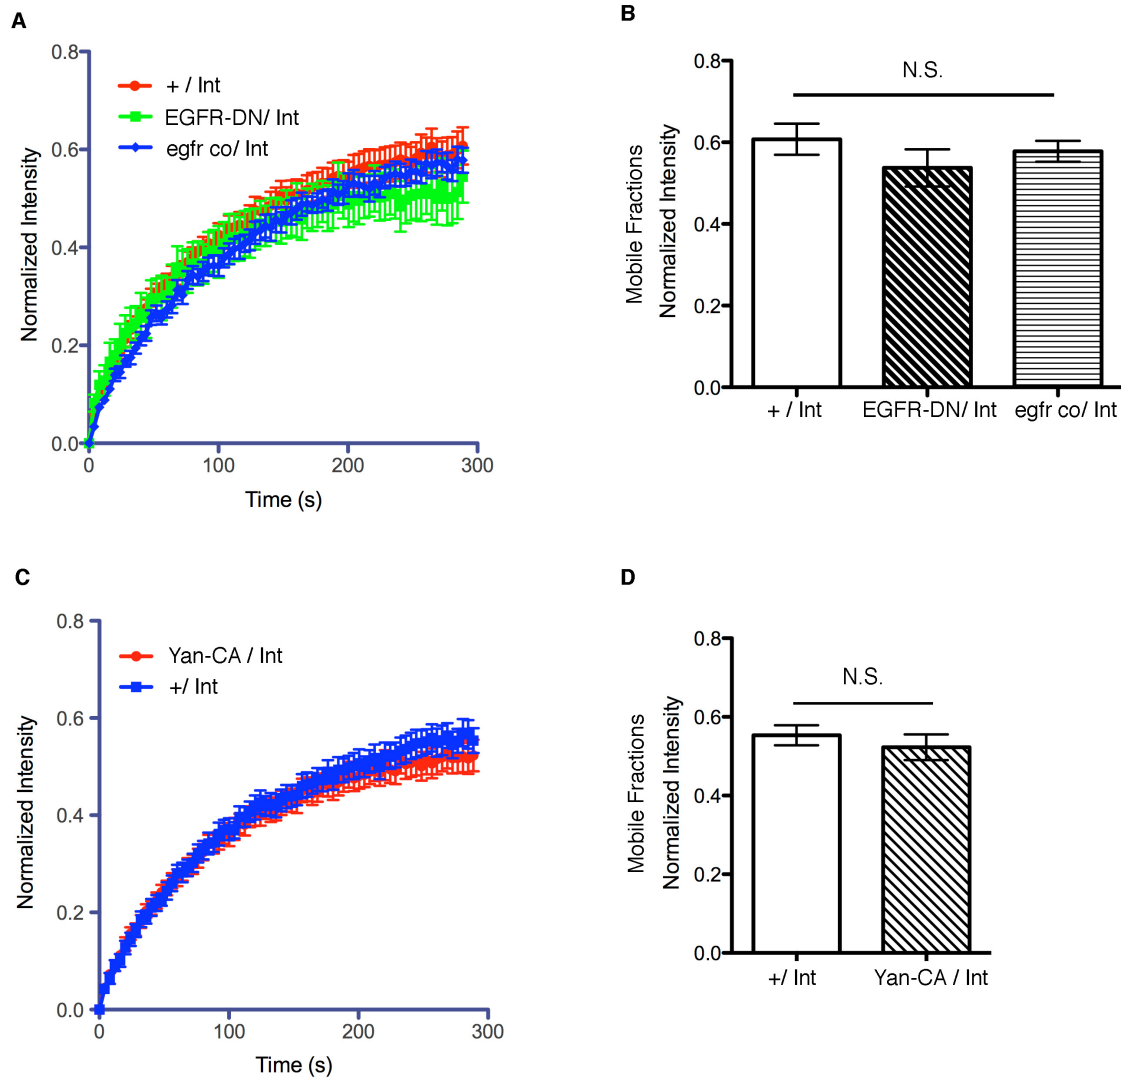 A
0.8
0.6
0.4
0.2
0.0
Normalized Intensity
+ / Int
EGFR-DN/ Int
egfr co/ Int
0
100
200
300
Time (s)
B
0.8
0.6
0.4
0.2
0.0
Mobile Fractions
Normalized Intensity
N.S.
+ / Int
EGFR-DN/ Int
egfr co/ Int
C
0.8
0.6
0.4
0.2
0.0
Normalized Intensity
Yan-CA / Int
+/ Int
0
100
200
300
Time (s)
D
0.8
0.6
0.4
0.2
0.0
Mobile Fractions
Normalized Intensity
N.S.
+/ Int
Yan-CA / Int